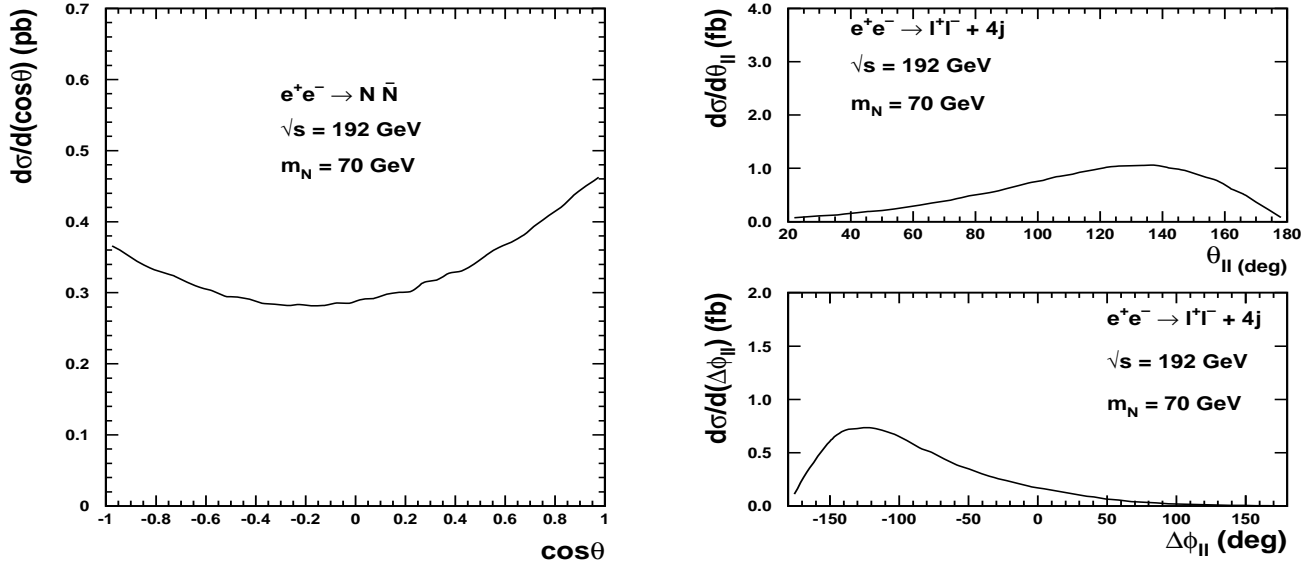 dσ/d(cosθ) (pb)
0.7
0.6
0.5
0.4
0.3
0.2
0.1
0
e⁺e⁻ → N N̄
√s = 192 GeV
m_N = 70 GeV
-1 -0.8 -0.6 -0.4 -0.2 0 0.2 0.4 0.6 0.8 1
cosθ
dσ/dθ_ll (fb)
4.0
3.0
2.0
1.0
0.0
e⁺e⁻ → l⁺l⁻ + 4j
√s = 192 GeV
m_N = 70 GeV
20 40 60 80 100 120 140 160 180
θ_ll (deg)
dσ/d(Δϕ_ll) (fb)
2.0
1.5
1.0
0.5
0.0
e⁺e⁻ → l⁺l⁻ + 4j
√s = 192 GeV
m_N = 70 GeV
-150 -100 -50 0 50 100 150
Δϕ_ll (deg)